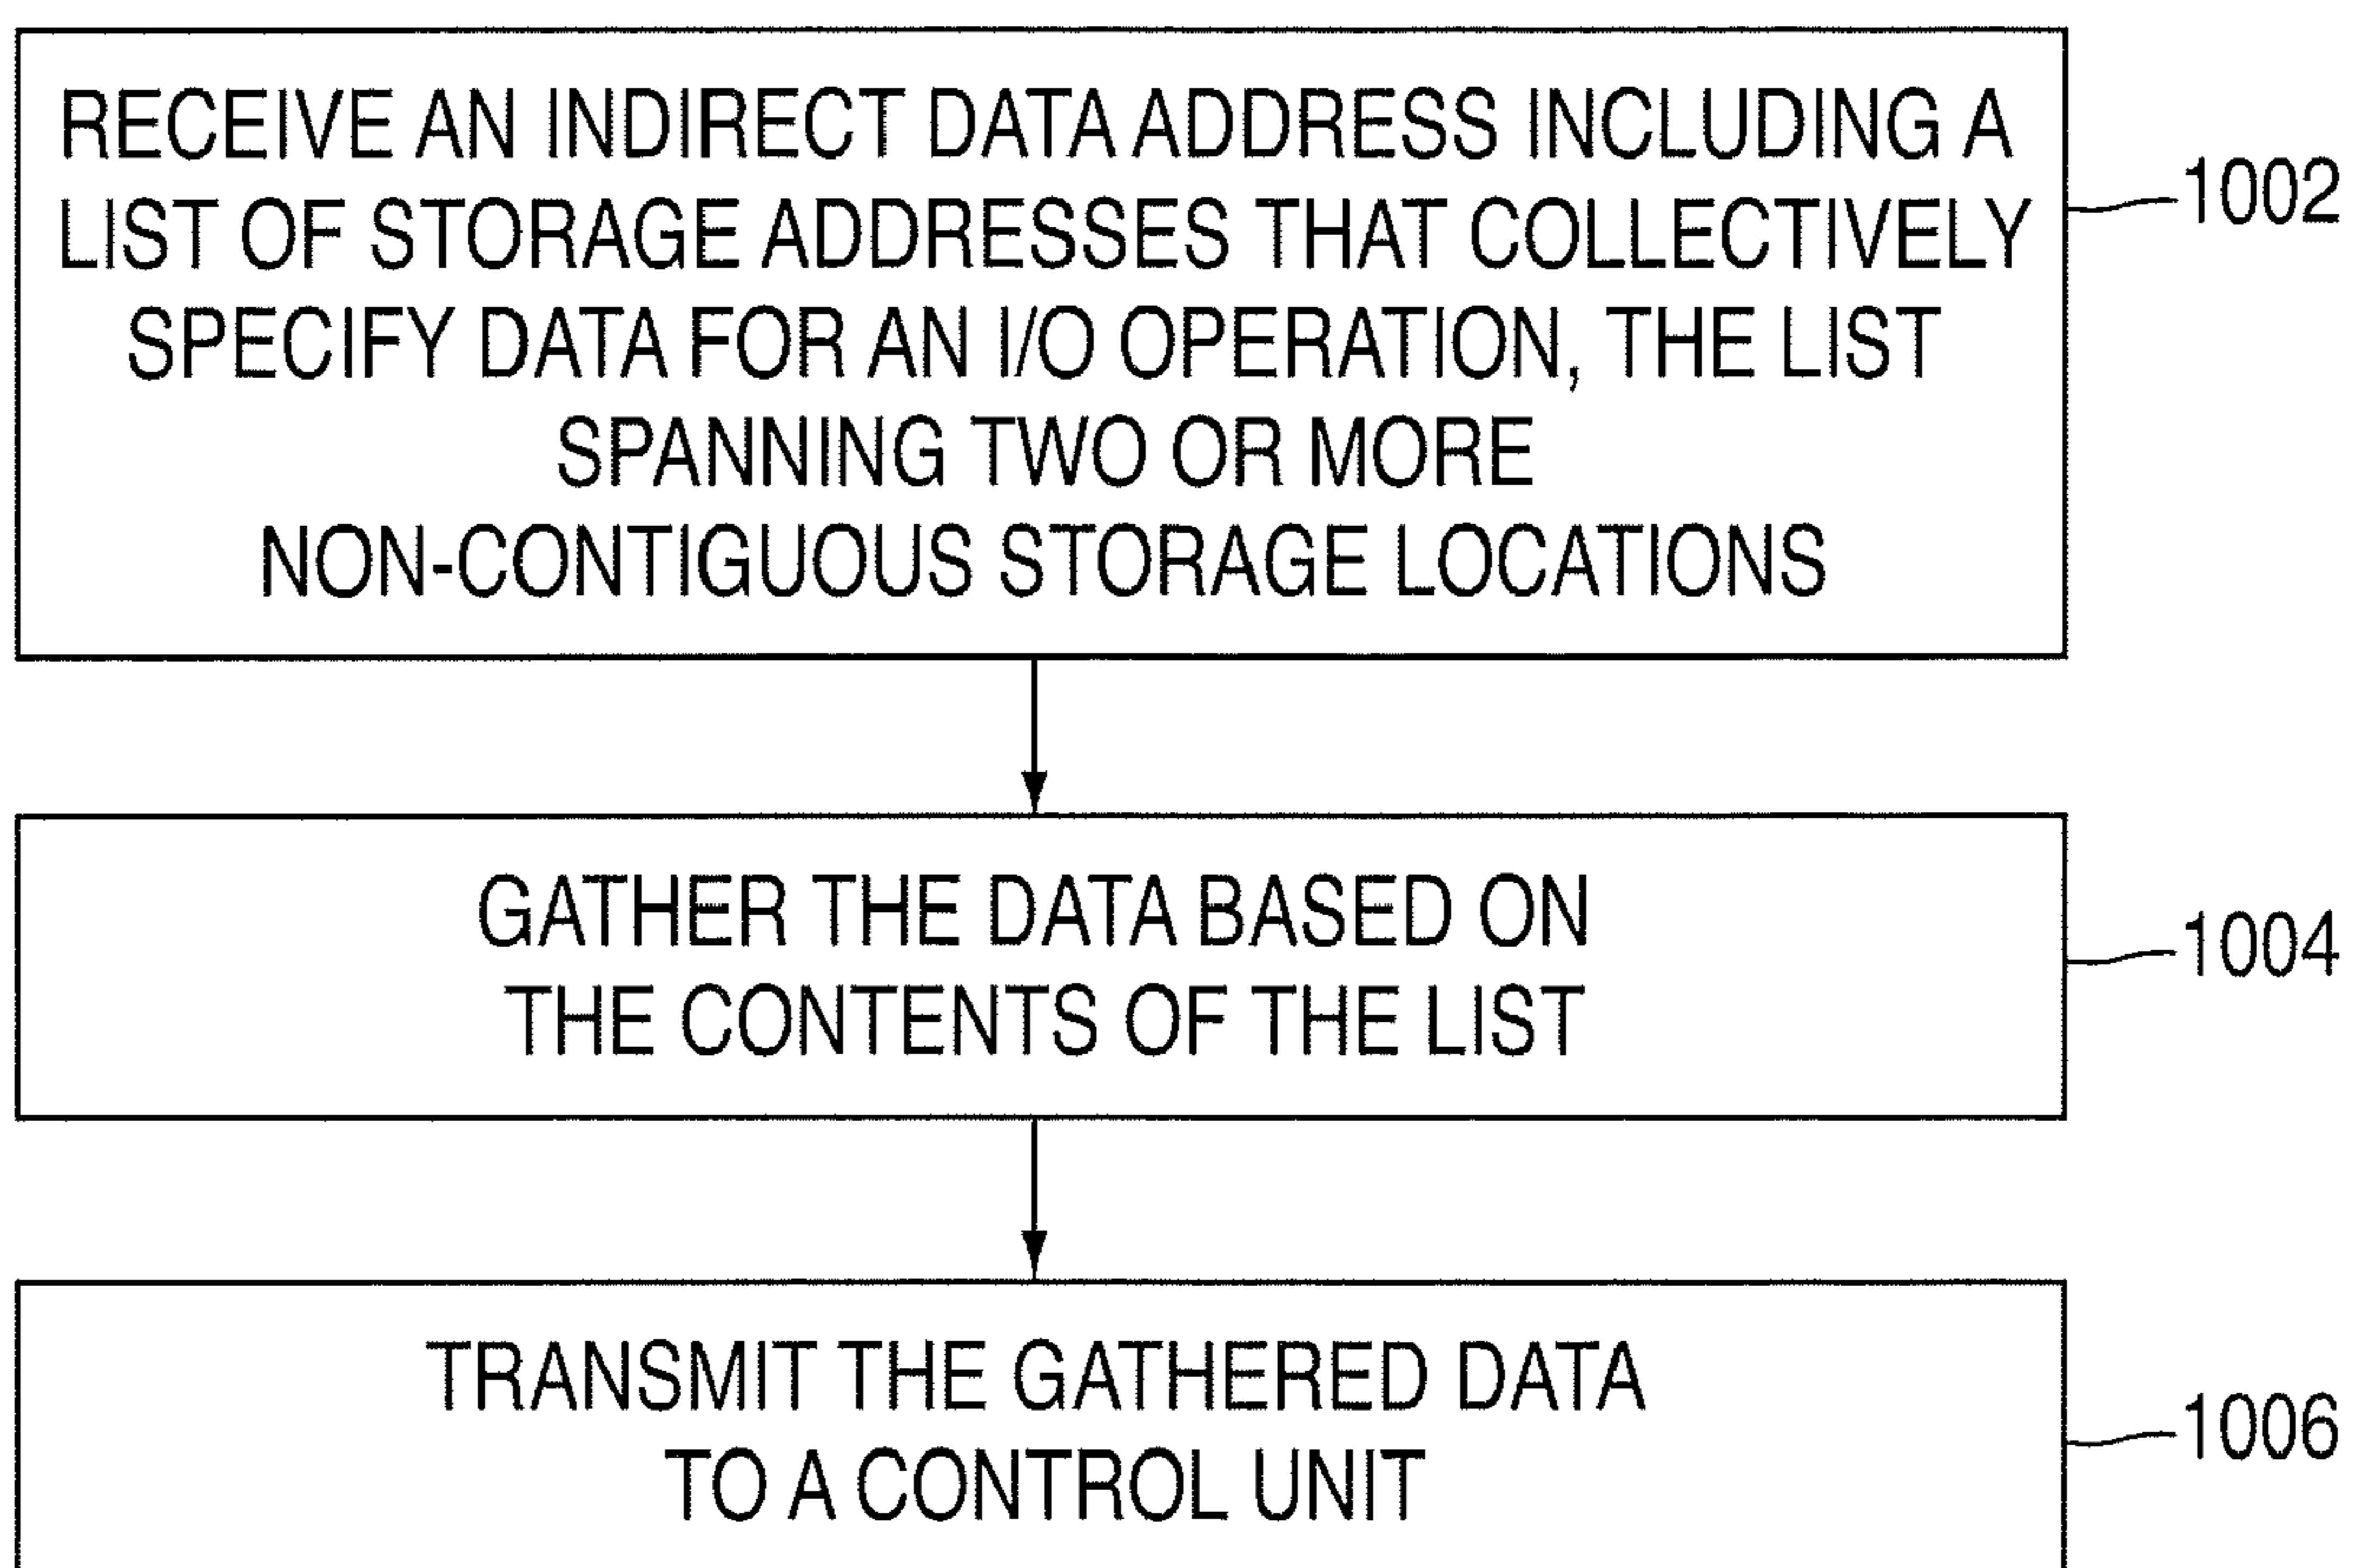 RECEIVE AN INDIRECT DATA ADDRESS INCLUDING A
LIST OF STORAGE ADDRESSES THAT COLLECTIVELY
SPECIFY DATA FOR AN I/O OPERATION, THE LIST
SPANNING TWO OR MORE
NON-CONTIGUOUS STORAGE LOCATIONS
1002
GATHER THE DATA BASED ON
THE CONTENTS OF THE LIST
1004
TRANSMIT THE GATHERED DATA
TO A CONTROL UNIT
1006